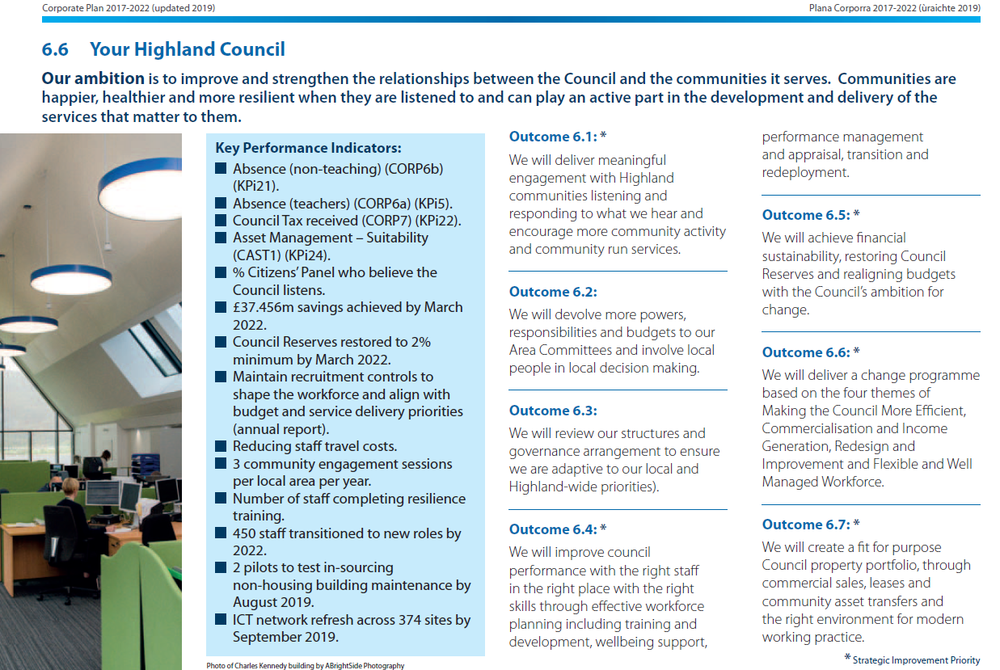 Corporate Plan 2017-2022 (updated 2019)
Plana Corporra 2017-2022 (ùraichte 2019)
6.6 Your Highland Council
Our ambition is to improve and strengthen the relationships between the Council and the communities it serves. Communities are
happier, healthier and more resilient when they are listened to and can play an active part in the development and delivery of the
services that matter to them.
Key Performance Indicators:
■ Absence (non-teaching) (CORP6b)
(KPi21).
■ Absence (teachers) (CORP6a) (KPi5).
■ Council Tax received (CORP7) (KPi22).
■ Asset Management – Suitability
(CAST1) (KPi24).
■ % Citizens’ Panel who believe the
Council listens.
■ £37.456m savings achieved by March
2022.
■ Council Reserves restored to 2%
minimum by March 2022.
■ Maintain recruitment controls to
shape the workforce and align with
budget and service delivery priorities
(annual report).
■ Reducing staff travel costs.
■ 3 community engagement sessions
per local area per year.
■ Number of staff completing resilience
training.
■ 450 staff transitioned to new roles by
2022.
■ 2 pilots to test in-sourcing
non-housing building maintenance by
August 2019.
■ ICT network refresh across 374 sites by
September 2019.
Photo of Charles Kennedy building by ABrightSide Photography
Outcome 6.1: *
We will deliver meaningful
engagement with Highland
communities listening and
responding to what we hear and
encourage more community activity
and community run services.
Outcome 6.2:
We will devolve more powers,
responsibilities and budgets to our
Area Committees and involve local
people in local decision making.
Outcome 6.3:
We will review our structures and
governance arrangement to ensure
we are adaptive to our local and
Highland-wide priorities).
Outcome 6.4: *
We will improve council
performance with the right staff
in the right place with the right
skills through effective workforce
planning including training and
development, wellbeing support,
performance management
and appraisal, transition and
redeployment.
Outcome 6.5: *
We will achieve financial
sustainability, restoring Council
Reserves and realigning budgets
with the Council’s ambition for
change.
Outcome 6.6: *
We will deliver a change programme
based on the four themes of
Making the Council More Efficient,
Commercialisation and Income
Generation, Redesign and
Improvement and Flexible and Well
Managed Workforce.
Outcome 6.7: *
We will create a fit for purpose
Council property portfolio, through
commercial sales, leases and
community asset transfers and
the right environment for modern
working practice.
* Strategic Improvement Priority